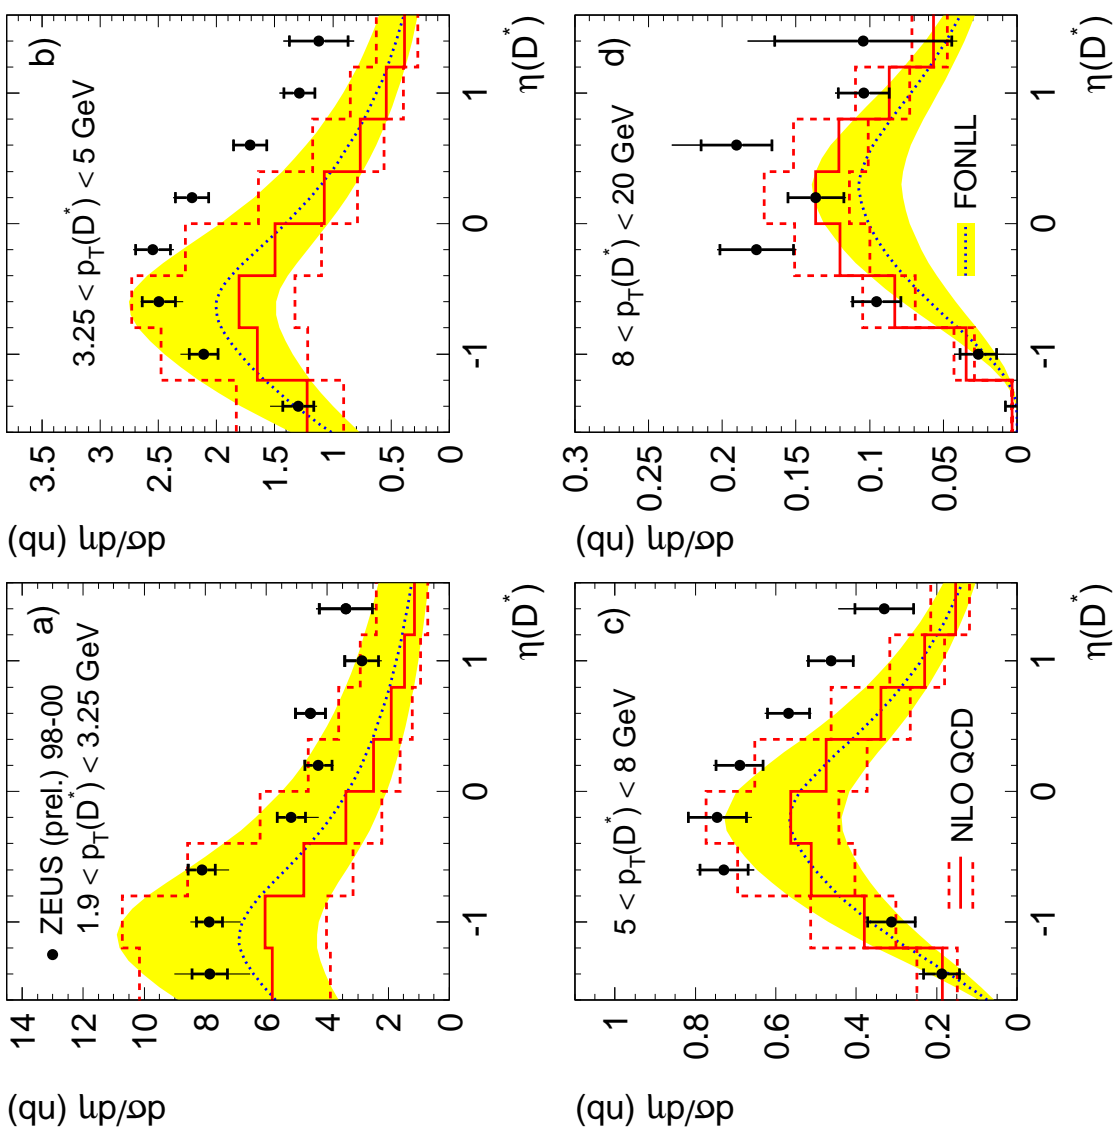 dσ/dη (nb)
a)
● ZEUS (prel.) 98-00
1.9 < pT(D*) < 3.25 GeV
14
12
10
8
6
4
2
0
-1
0
1
η(D*)
dσ/dη (nb)
b)
3.25 < pT(D*) < 5 GeV
3.5
3
2.5
2
1.5
1
0.5
0
-1
0
1
η(D*)
dσ/dη (nb)
c)
5 < pT(D*) < 8 GeV
1
0.8
0.6
0.4
0.2
0
NLO QCD
-1
0
1
η(D*)
dσ/dη (nb)
d)
8 < pT(D*) < 20 GeV
0.3
0.25
0.2
0.15
0.1
0.05
0
FONLL
-1
0
1
η(D*)